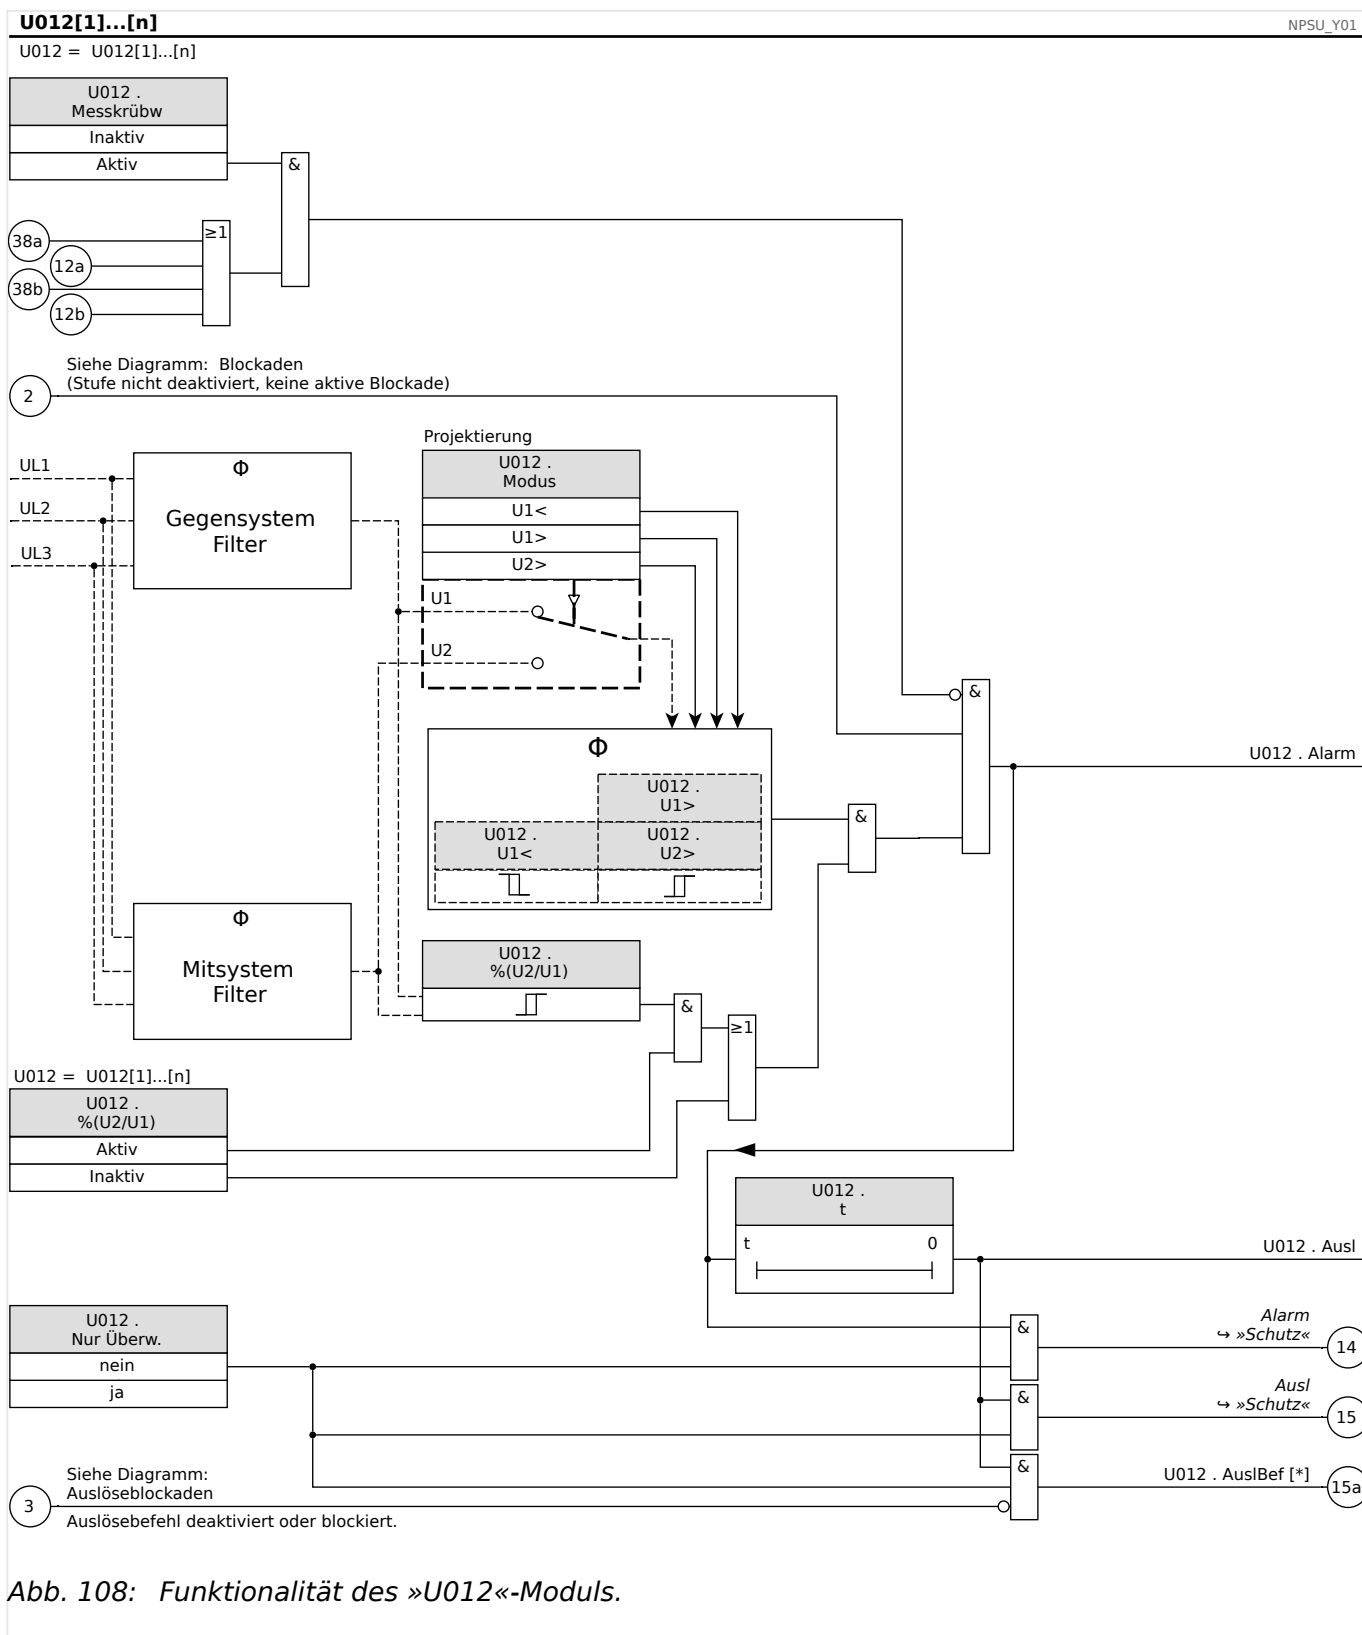 U012[1]...[n]
NPSU_Y01
U012 = U012[1]...[n]
U012 .
Messkrübw
Inaktiv
Aktiv
&
38a
≥1
12a
38b
12b
Siehe Diagramm: Blockaden
(Stufe nicht deaktiviert, keine aktive Blockade)
2
Projektierung
UL1
UL2
UL3
Φ
Gegensystem
Filter
U012 .
Modus
U1<
U1>
U2>
U1
U2
&
U012 . Alarm
Φ
U012 .
U1>
U012 .
U1<
U012 .
U2>
&
Φ
Mitsystem
Filter
U012 .
%(U2/U1)
&
≥1
U012 = U012[1]...[n]
U012 .
%(U2/U1)
Aktiv
Inaktiv
U012 .
t
t 0
U012 . Ausl
U012 .
Nur Überw.
nein
ja
&
Alarm
↪ »Schutz«
14
&
Ausl
↪ »Schutz«
15
&
U012 . AuslBef [*]
15a
Siehe Diagramm:
Auslöseblockaden
3
Auslösebefehl deaktiviert oder blockiert.
Abb. 108: Funktionalität des »U012«-Moduls.